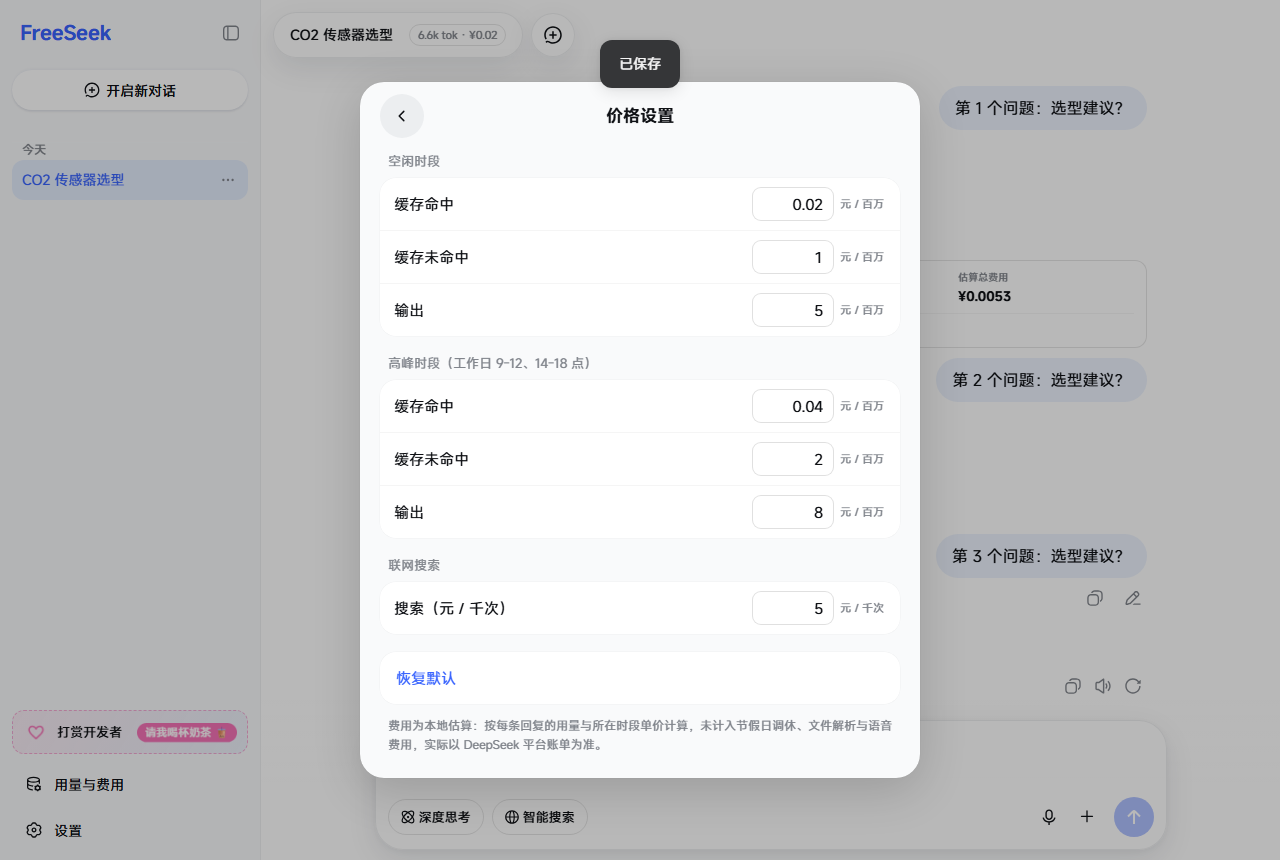 FreeSeek
开启新对话
今天
CO2 传感器选型
打赏开发者
请我喝杯奶茶
用量与费用
设置
CO2 传感器选型
6.6k tok · ¥0.02
已保存
价格设置
空闲时段
缓存命中
0.02
元 / 百万
缓存未命中
1
元 / 百万
输出
5
元 / 百万
高峰时段（工作日 9-12、14-18 点）
缓存命中
0.04
元 / 百万
缓存未命中
2
元 / 百万
输出
8
元 / 百万
联网搜索
搜索（元 / 千次）
5
元 / 千次
恢复默认
费用为本地估算：按每条回复的用量与所在时段单价计算，未计入节假日调休、文件解析与语音
费用，实际以 DeepSeek 平台账单为准。
第 1 个问题：选型建议？
估算总费用
¥0.0053
第 2 个问题：选型建议？
第 3 个问题：选型建议？
深度思考
智能搜索